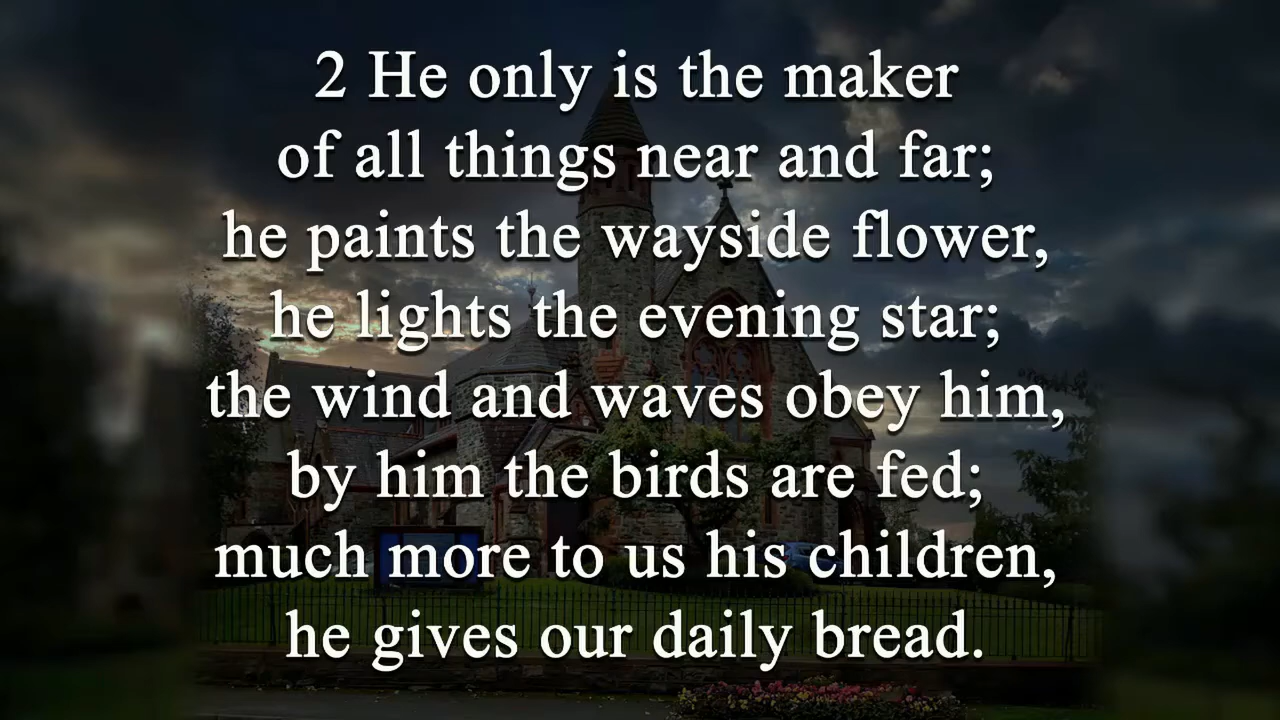 2 He only is the maker
of all things near and far;
he paints the wayside flower,
he lights the evening star;
the wind and waves obey him,
by him the birds are fed;
much more to us his children,
he gives our daily bread.